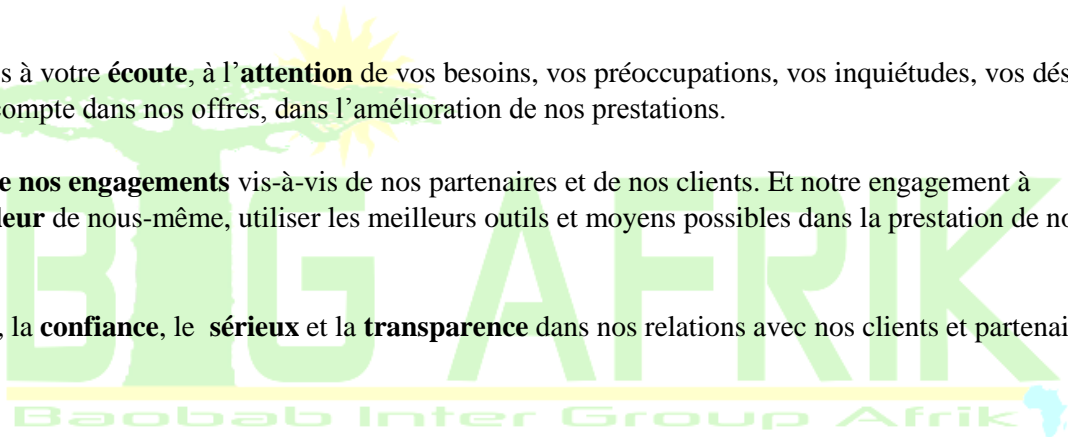 s à votre écoute, à l’attention de vos besoins, vos préoccupations, vos inquiétudes, vos dés
compte dans nos offres, dans l’amélioration de nos prestations.
e nos engagements vis-à-vis de nos partenaires et de nos clients. Et notre engagement à
leur de nous-même, utiliser les meilleurs outils et moyens possibles dans la prestation de no
, la confiance, le sérieux et la transparence dans nos relations avec nos clients et partenai
BIG AFRIK
Baobab Inter Group Afrik